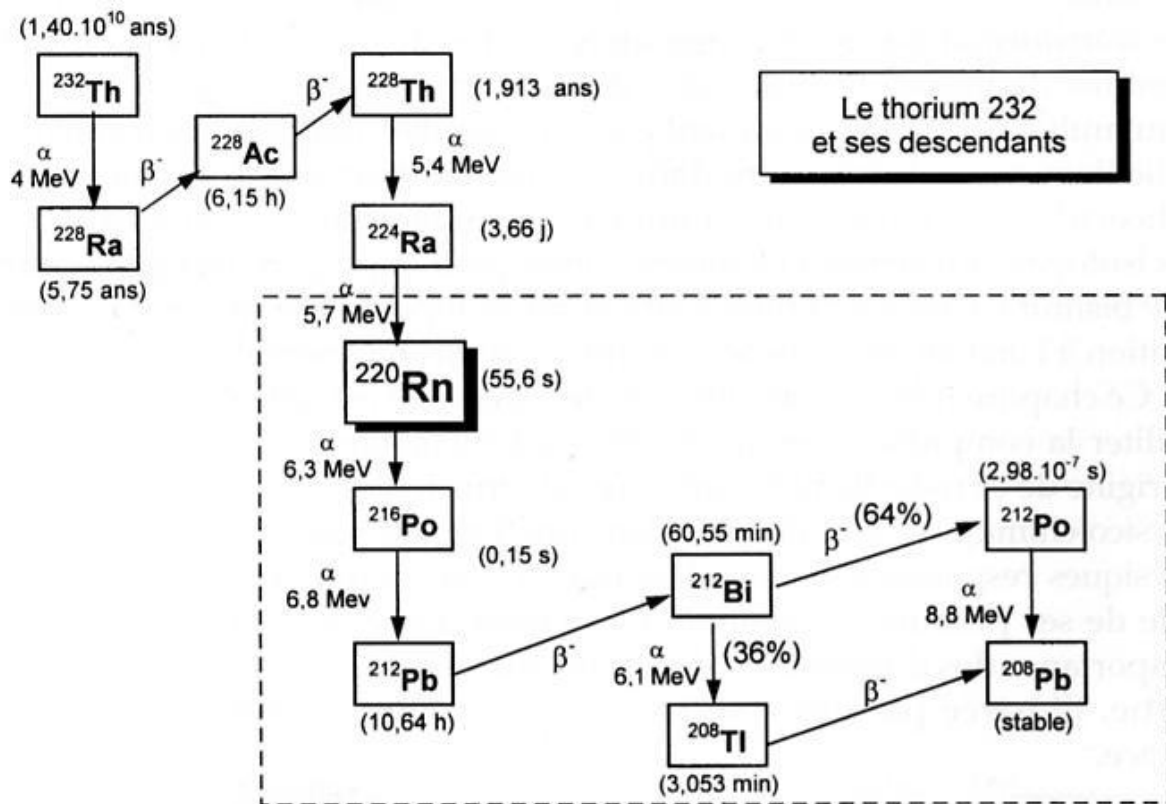 (1,40.10¹⁰ ans)
²³²Th
β⁻
²²⁸Th
(1,913 ans)
Le thorium 232
et ses descendants
α
4 MeV
β⁻
²²⁸Ac
(6,15 h)
α
5,4 MeV
²²⁸Ra
(5,75 ans)
²²⁴Ra
(3,66 j)
α
5,7 MeV
²²⁰Rn
(55,6 s)
α
6,3 MeV
²¹⁶Po
(0,15 s)
α
6,8 Mev
²¹²Pb
(10,64 h)
β⁻
(60,55 min)
²¹²Bi
β⁻
(64%)
(2,98.10⁻⁷ s)
²¹²Po
α
8,8 MeV
α
6,1 MeV
(36%)
²⁰⁸Tl
(3,053 min)
β⁻
²⁰⁸Pb
(stable)